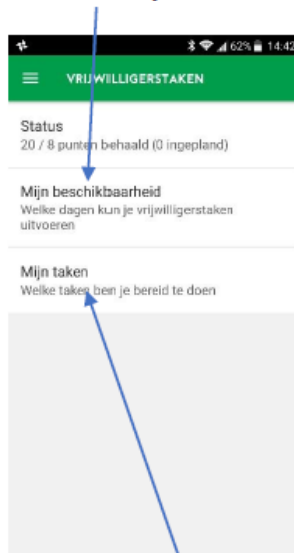 62% 14:42
VRIJWILLIGERSTAKEN
Status
20 / 8 punten behaald (0 ingepland)
Mijn beschikbaarheid
Welke dagen kun je vrijwilligerstaken
uitvoeren
Mijn taken
Welke taken ben je bereid te doen